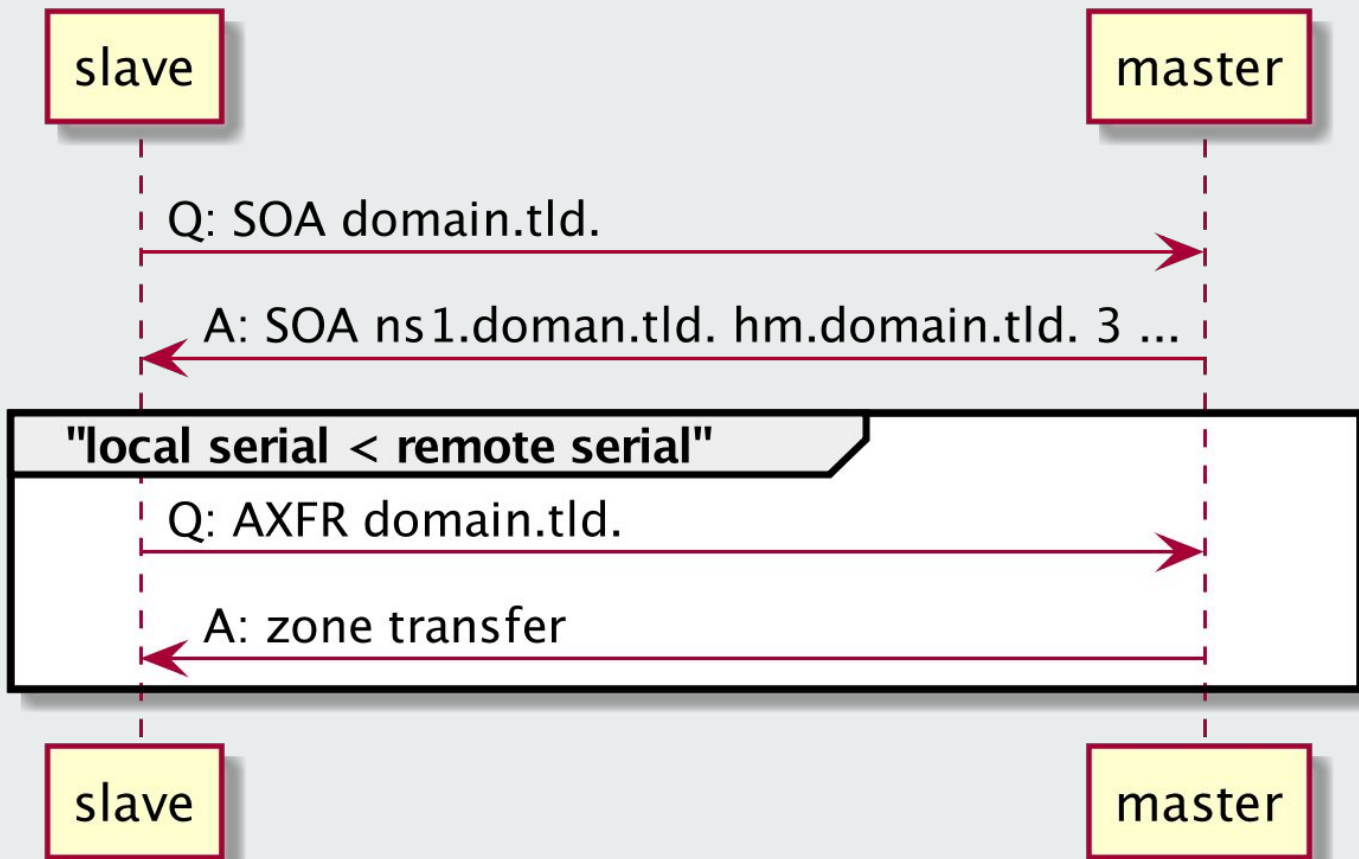 slave
master
Q: SOA domain.tld.
A: SOA ns1.doman.tld. hm.domain.tld. 3 ...
"local serial < remote serial"
Q: AXFR domain.tld.
A: zone transfer
slave
master